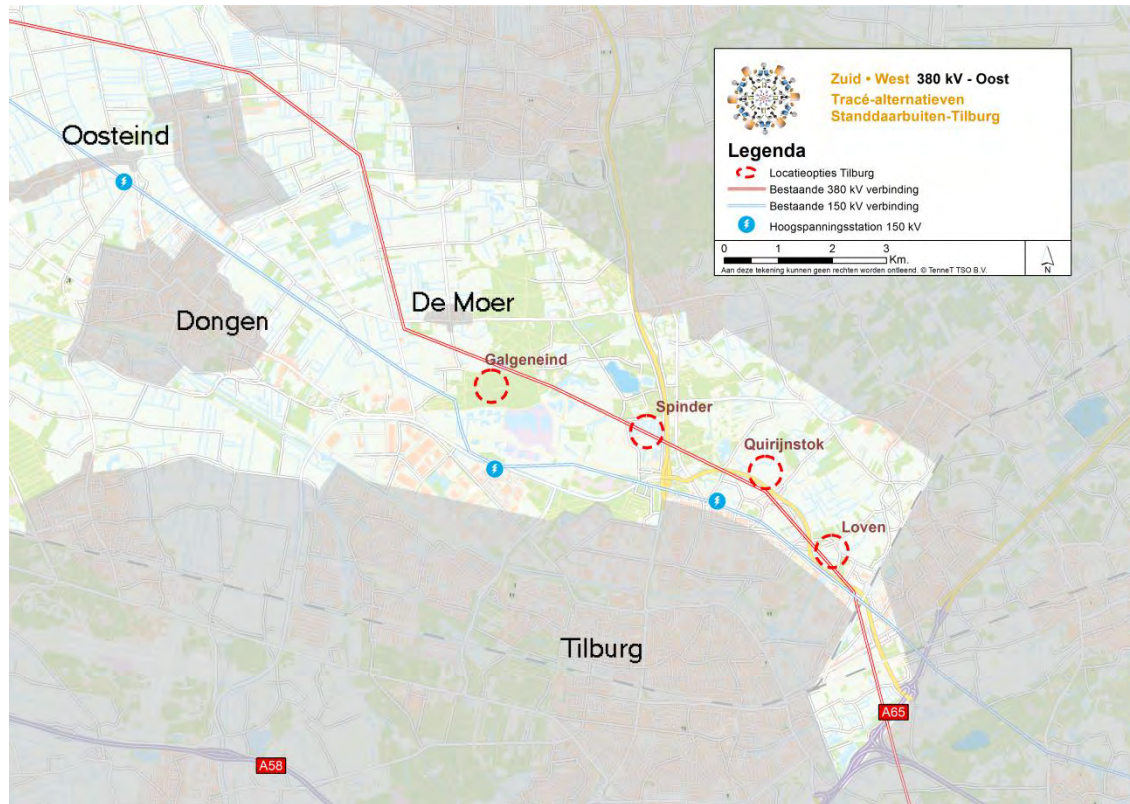 Zuid • West 380 kV - Oost
Tracé-alternatieven
Standdaarbuiten-Tilburg
Legenda
Locatieopties Tilburg
Bestaande 380 kV verbinding
Bestaande 150 kV verbinding
Hoogspanningsstation 150 kV
0 1 2 3
Km.
Aan deze tekening kunnen geen rechten worden ontleend. © TenneT TSO B.V.
N
Oosteind
Dongen
De Moer
Galgeneind
Spinder
Quirijnstok
Loven
Tilburg
A65
A58